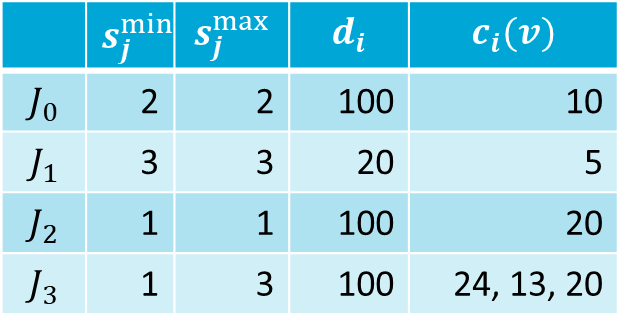 s_j^min s_j^max d_i c_i(v)
J_0 2 2 100 10
J_1 3 3 20 5
J_2 1 1 100 20
J_3 1 3 100 24, 13, 20